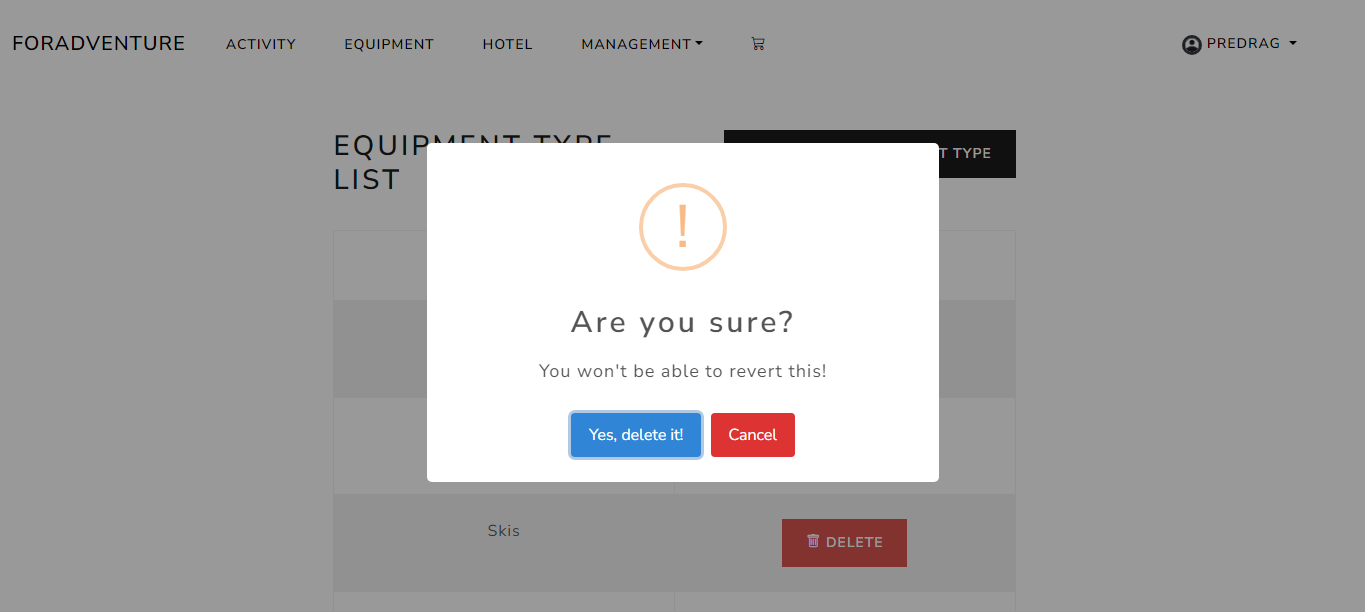 FORADVENTURE ACTIVITY EQUIPMENT HOTEL MANAGEMENT PREDRAG
EQUIPMENT TYPE
LIST
TYPE
!
Are you sure?
You won't be able to revert this!
Yes, delete it! Cancel
Skis DELETE